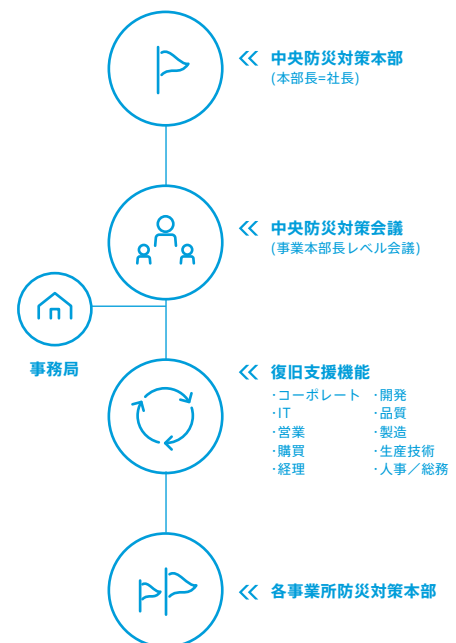 中央防災対策本部
(本部長=社長)
中央防災対策会議
(事業本部長レベル会議)
事務局
復旧支援機能
･コーポレート ･開発
･IT ･品質
･営業 ･製造
･購買 ･生産技術
･経理 ･人事／総務
各事業所防災対策本部